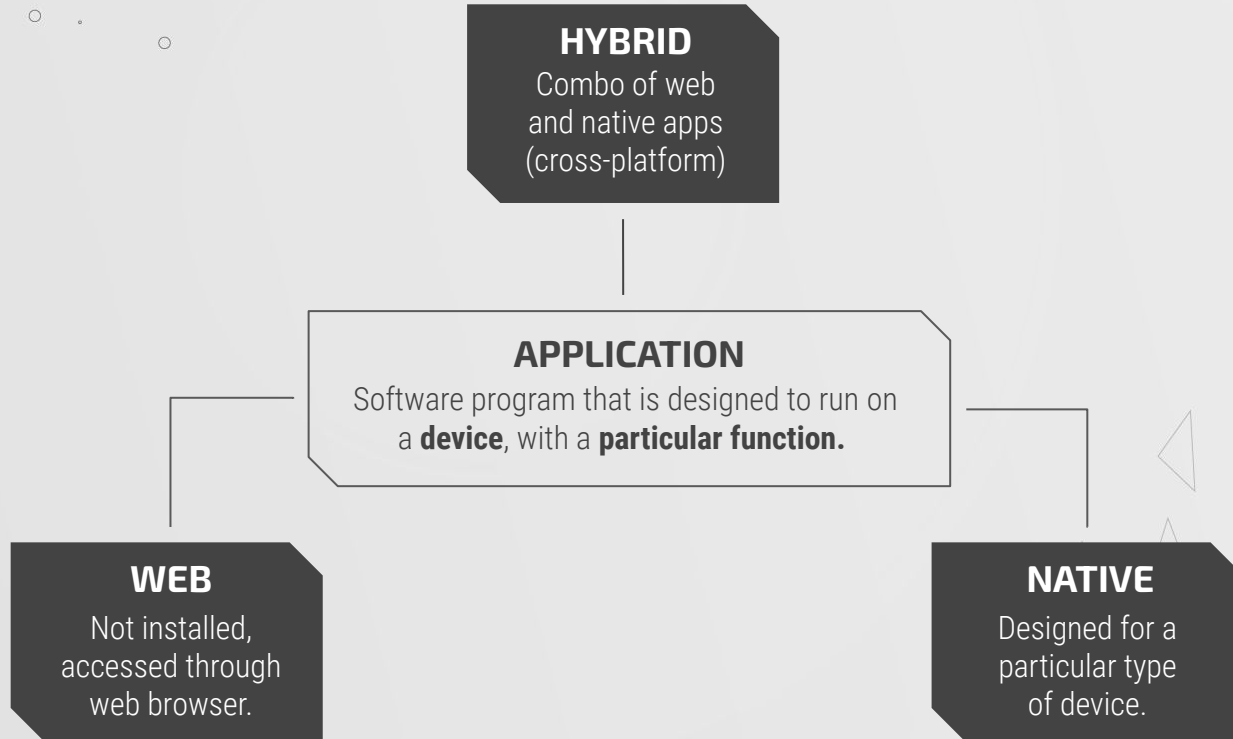 HYBRID
Combo of web
and native apps
(cross-platform)
APPLICATION
Software program that is designed to run on
a device, with a particular function.
WEB
Not installed,
accessed through
web browser.
NATIVE
Designed for a
particular type
of device.